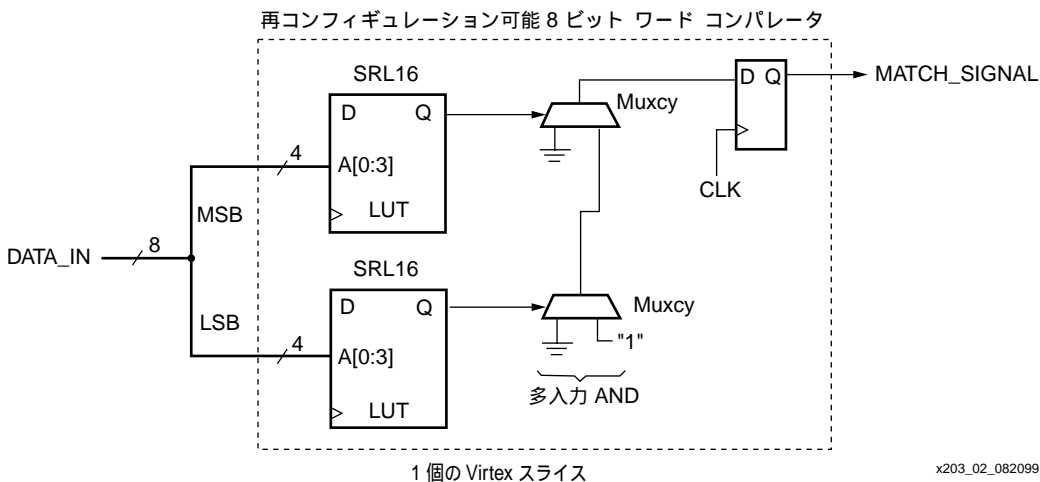 再コンフィギュレーション可能 8 ビット ワード コンパレータ
SRL16
D Q
A[0:3]
LUT
Muxcy
D Q
MATCH_SIGNAL
CLK
4
MSB
DATA_IN
8
LSB
4
SRL16
D Q
A[0:3]
LUT
Muxcy
"1"
多入力 AND
1 個の Virtex スライス
x203_02_082099